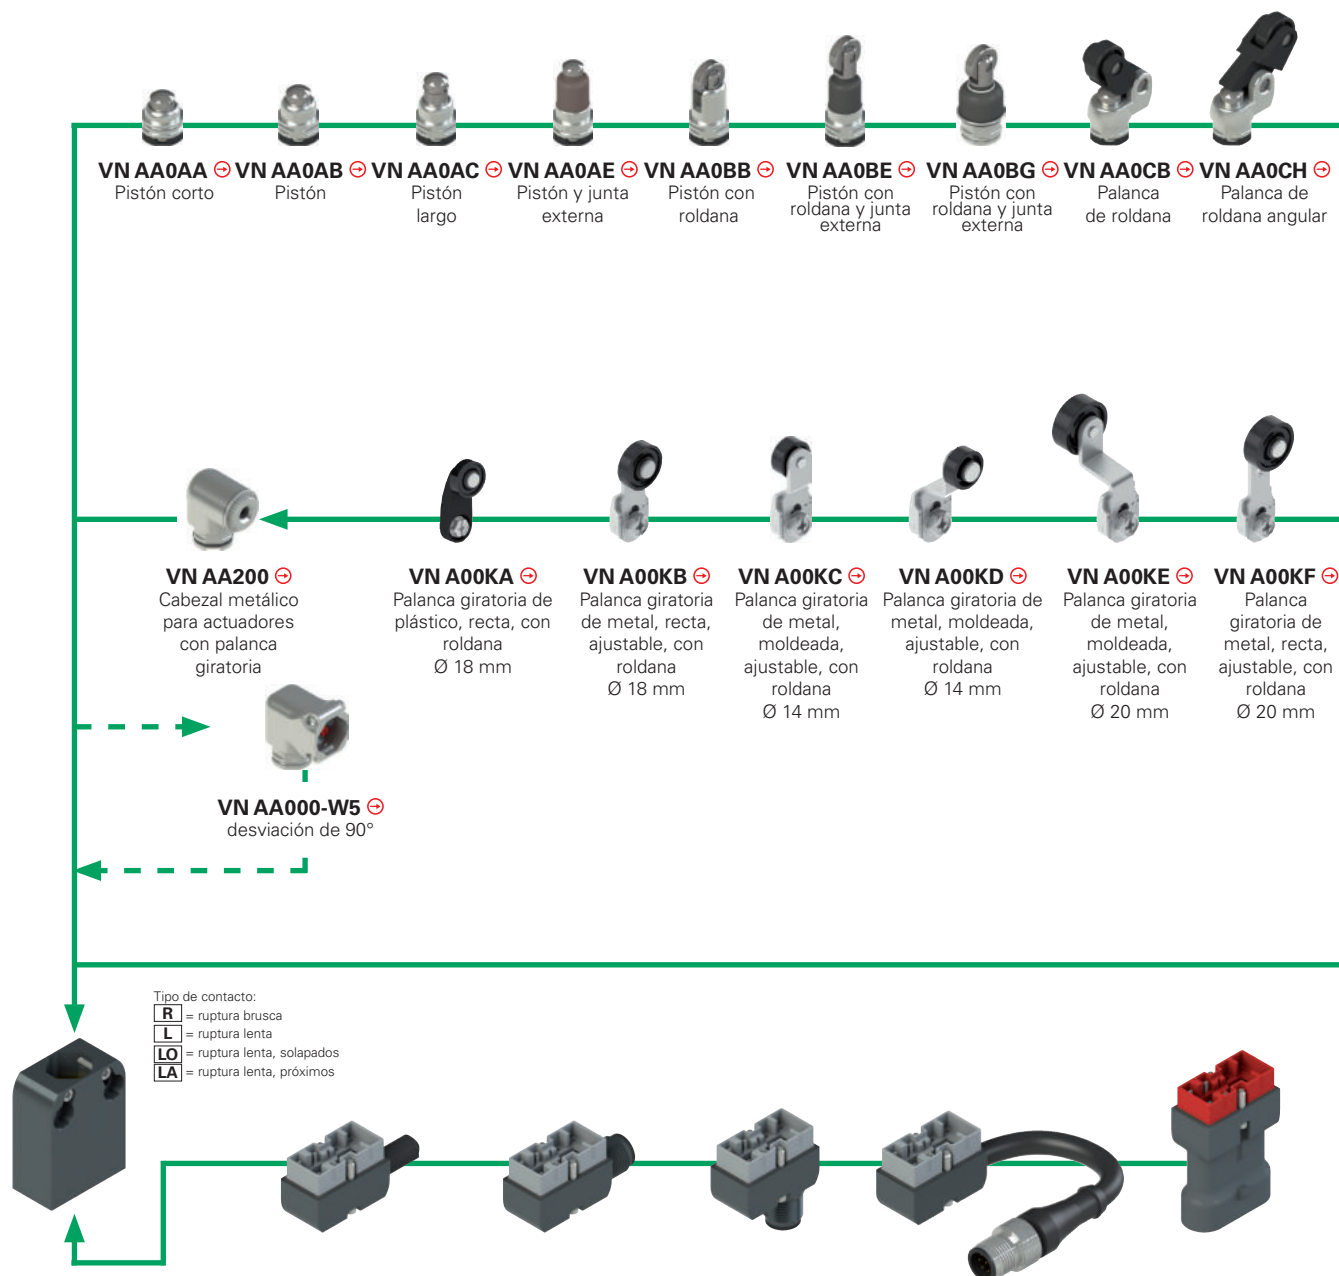 VN AA0AA
Pistón corto
VN AA0AB
Pistón
VN AA0AC
Pistón
largo
VN AA0AE
Pistón y junta
externa
VN AA0BB
Pistón con
roldana
VN AA0BE
Pistón con
roldana y junta
externa
VN AA0BG
Pistón con
roldana y junta
externa
VN AA0CB
Palanca
de roldana
VN AA0CH
Palanca de
roldana angular
VN AA200
Cabezal metálico
para actuadores
con palanca
giratoria
VN A00KA
Palanca giratoria de
plástico, recta, con
roldana
Ø 18 mm
VN A00KB
Palanca giratoria
de metal, recta,
ajustable, con
roldana
Ø 18 mm
VN A00KC
Palanca giratoria
de metal,
moldeada,
ajustable, con
roldana
Ø 14 mm
VN A00KD
Palanca giratoria de
metal, moldeada,
ajustable, con
roldana
Ø 14 mm
VN A00KE
Palanca giratoria
de metal,
moldeada,
ajustable, con
roldana
Ø 20 mm
VN A00KF
Palanca
giratoria de
metal, recta,
ajustable, con
roldana
Ø 20 mm
VN AA000-W5
desviación de 90°
Tipo de contacto:
R = ruptura brusca
L = ruptura lenta
LO = ruptura lenta, solapados
LA = ruptura lenta, próximos